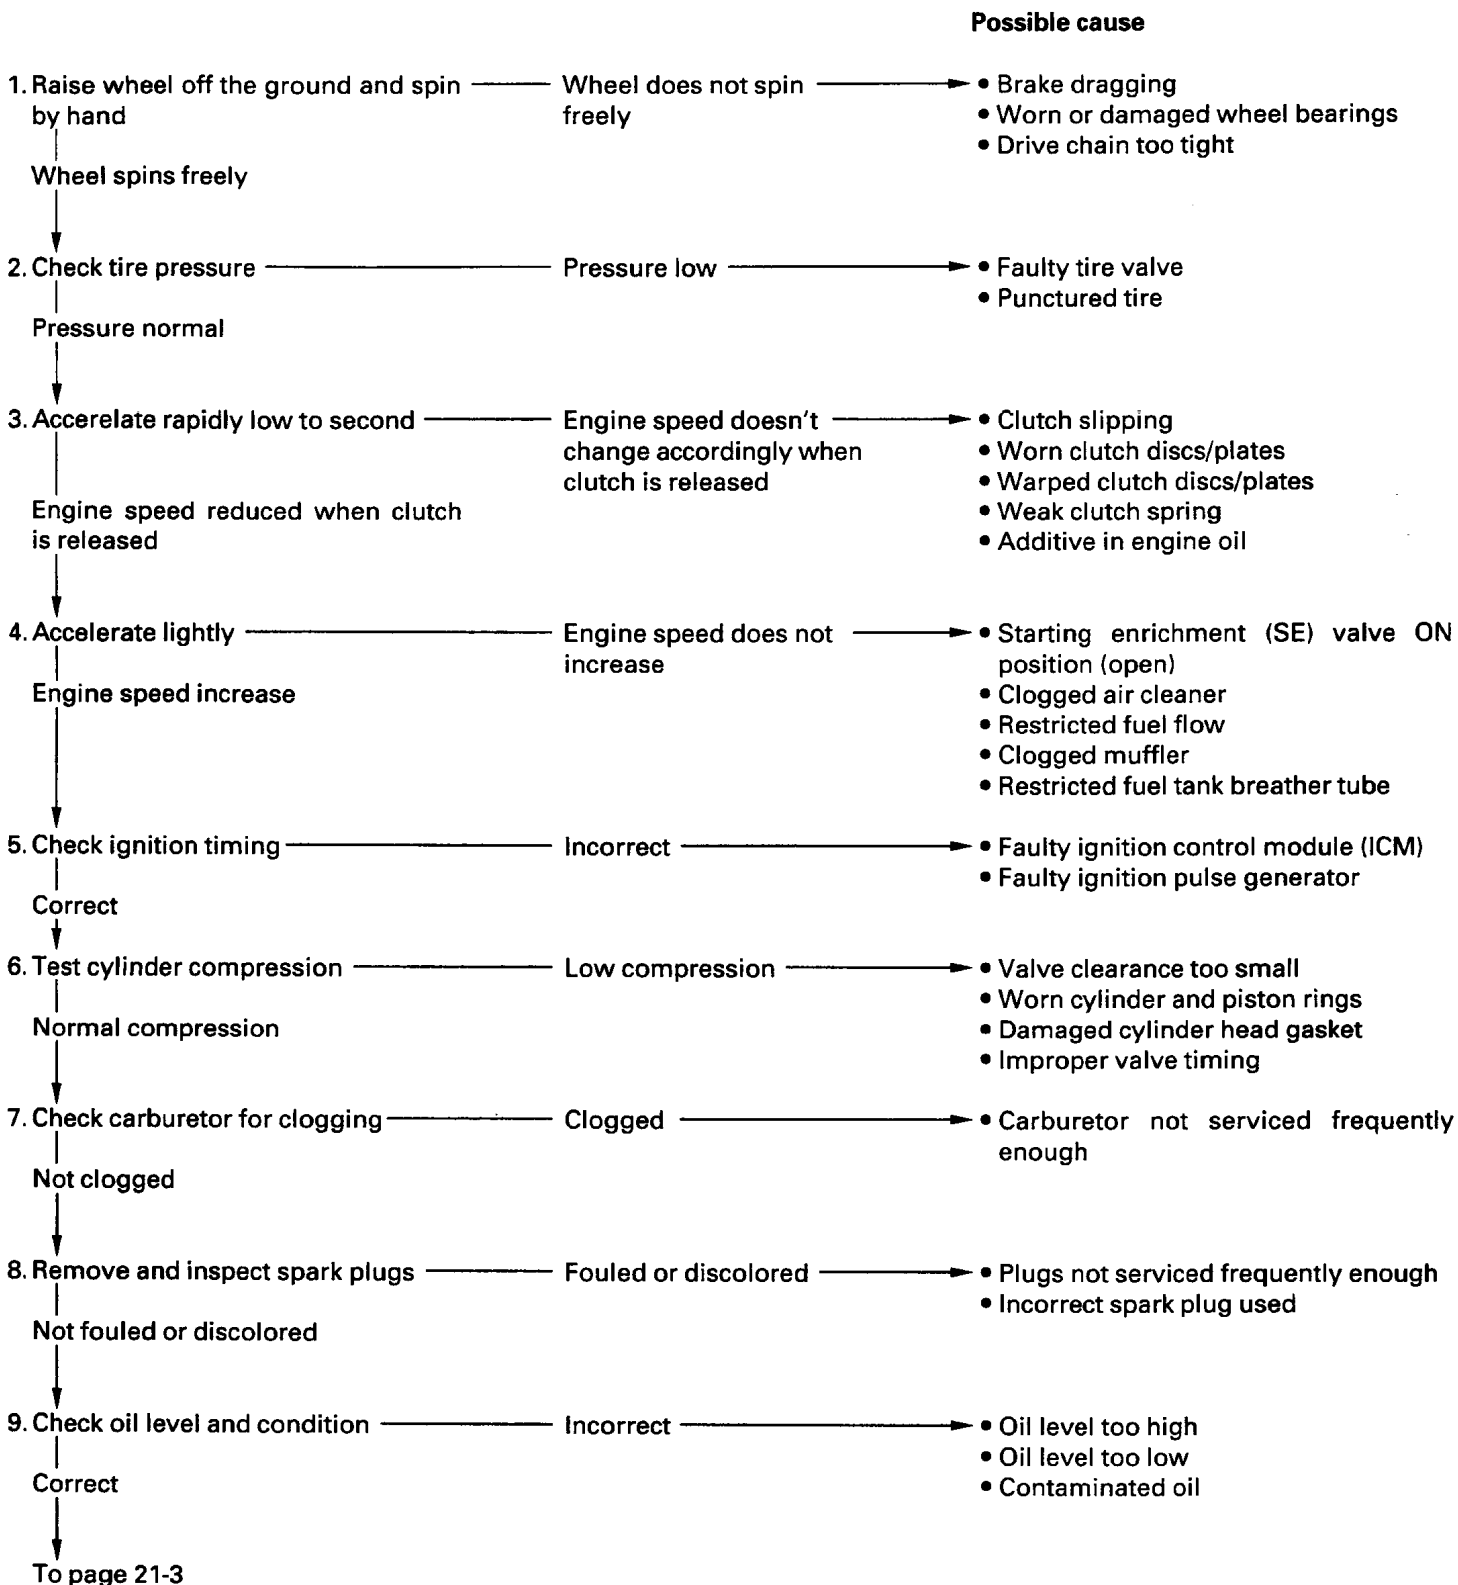 Possible cause
1. Raise wheel off the ground and spin
by hand
Wheel does not spin
freely
• Brake dragging
• Worn or damaged wheel bearings
• Drive chain too tight
Wheel spins freely
2. Check tire pressure
Pressure low
• Faulty tire valve
• Punctured tire
Pressure normal
3. Accerelate rapidly low to second
Engine speed doesn't
change accordingly when
clutch is released
• Clutch slipping
• Worn clutch discs/plates
• Warped clutch discs/plates
• Weak clutch spring
• Additive in engine oil
Engine speed reduced when clutch
is released
4. Accelerate lightly
Engine speed does not
increase
• Starting enrichment (SE) valve ON
position (open)
• Clogged air cleaner
• Restricted fuel flow
• Clogged muffler
• Restricted fuel tank breather tube
Engine speed increase
5. Check ignition timing
Incorrect
• Faulty ignition control module (ICM)
• Faulty ignition pulse generator
Correct
6. Test cylinder compression
Low compression
• Valve clearance too small
• Worn cylinder and piston rings
• Damaged cylinder head gasket
• Improper valve timing
Normal compression
7. Check carburetor for clogging
Clogged
• Carburetor not serviced frequently
enough
Not clogged
8. Remove and inspect spark plugs
Fouled or discolored
• Plugs not serviced frequently enough
• Incorrect spark plug used
Not fouled or discolored
9. Check oil level and condition
Incorrect
• Oil level too high
• Oil level too low
• Contaminated oil
Correct
To page 21-3